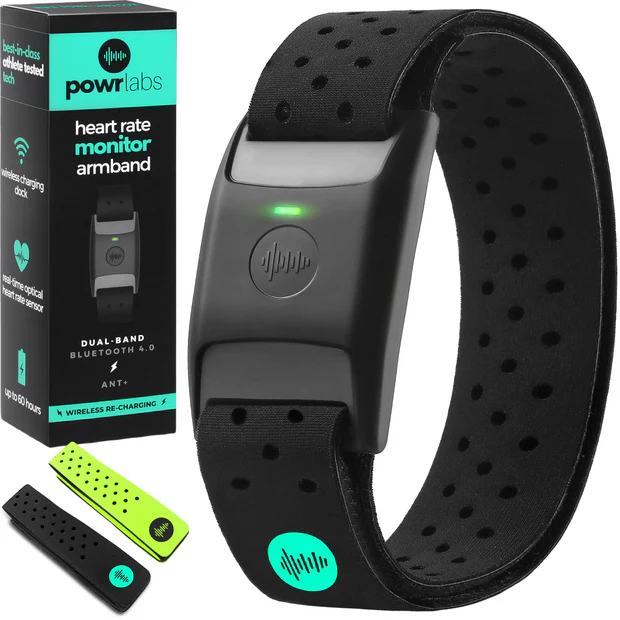 best-in-class
athlete tested
tech
wireless charging
dock
real-time optical
heart rate sensor
up to 60 hours
powrlabs
heart rate
monitor
armband
DUAL-BAND
BLUETOOTH 4.0
ANT+
WIRELESS RE-CHARGING